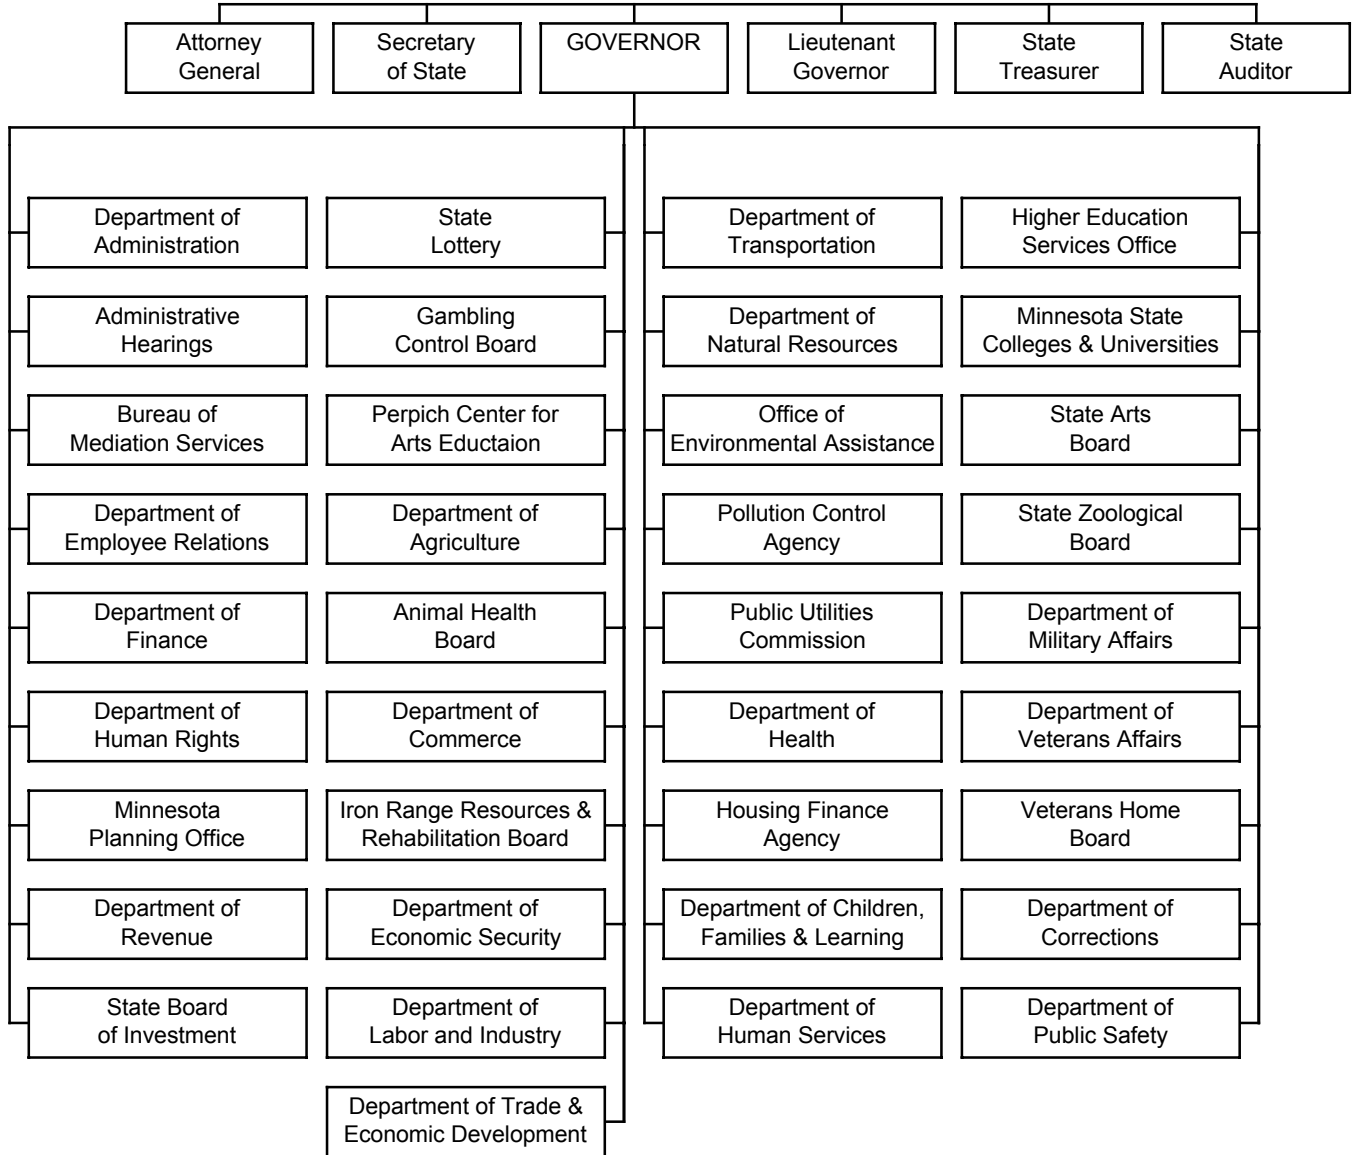 Attorney
General
Secretary
of State
GOVERNOR
Lieutenant
Governor
State
Treasurer
State
Auditor
Department of
Administration
State
Lottery
Department of
Transportation
Higher Education
Services Office
Administrative
Hearings
Gambling
Control Board
Department of
Natural Resources
Minnesota State
Colleges & Universities
Bureau of
Mediation Services
Perpich Center for
Arts Eductaion
Office of
Environmental Assistance
State Arts
Board
Department of
Employee Relations
Department of
Agriculture
Pollution Control
Agency
State Zoological
Board
Department of
Finance
Animal Health
Board
Public Utilities
Commission
Department of
Military Affairs
Department of
Human Rights
Department of
Commerce
Department of
Health
Department of
Veterans Affairs
Minnesota
Planning Office
Iron Range Resources &
Rehabilitation Board
Housing Finance
Agency
Veterans Home
Board
Department of
Revenue
Department of
Economic Security
Department of Children,
Families & Learning
Department of
Corrections
State Board
of Investment
Department of
Labor and Industry
Department of
Human Services
Department of
Public Safety
Department of Trade &
Economic Development